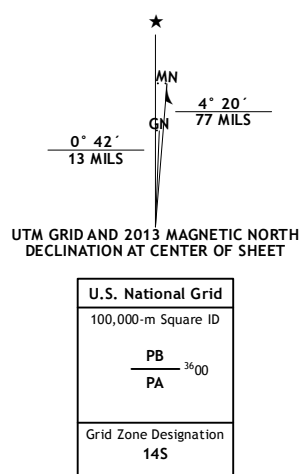 ★
MN
GN
4° 20´
77 MILS
0° 42´
13 MILS
UTM GRID AND 2013 MAGNETIC NORTH
DECLINATION AT CENTER OF SHEET
U.S. National Grid
100,000-m Square ID
PB
³⁶00
PA
Grid Zone Designation
14S